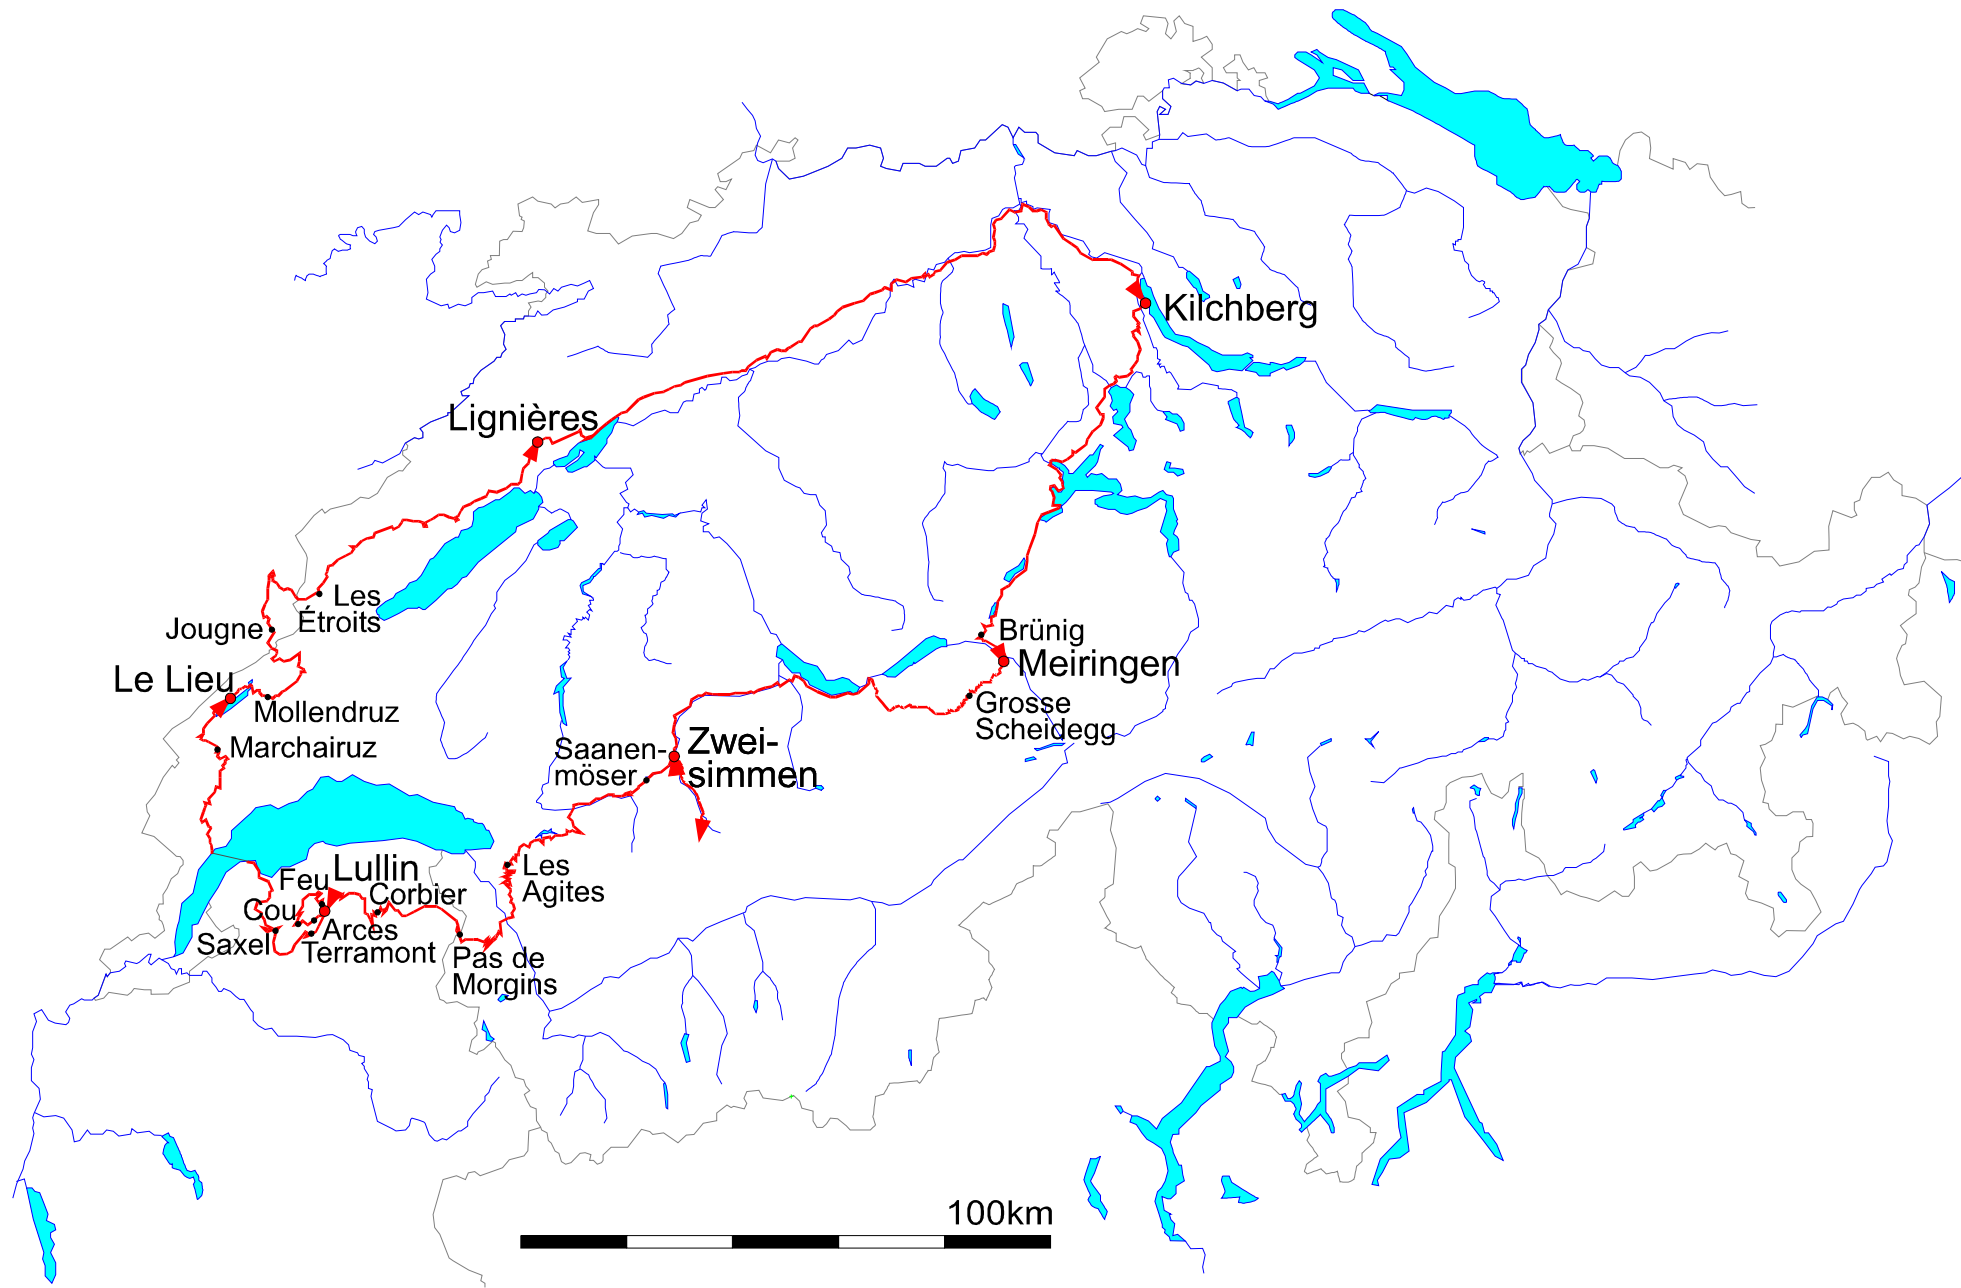 Kilchberg
Lignières
Les
Étroits
Jougne
Brünig
Meiringen
Le Lieu
Mollendruz
Grosse
Scheidegg
Marchairuz
Saanen-
möser
Zwei-
simmen
Les
Agites
Lullin
Feu
Corbier
Cou
Arces
Saxel
Terramont
Pas de
Morgins
100km